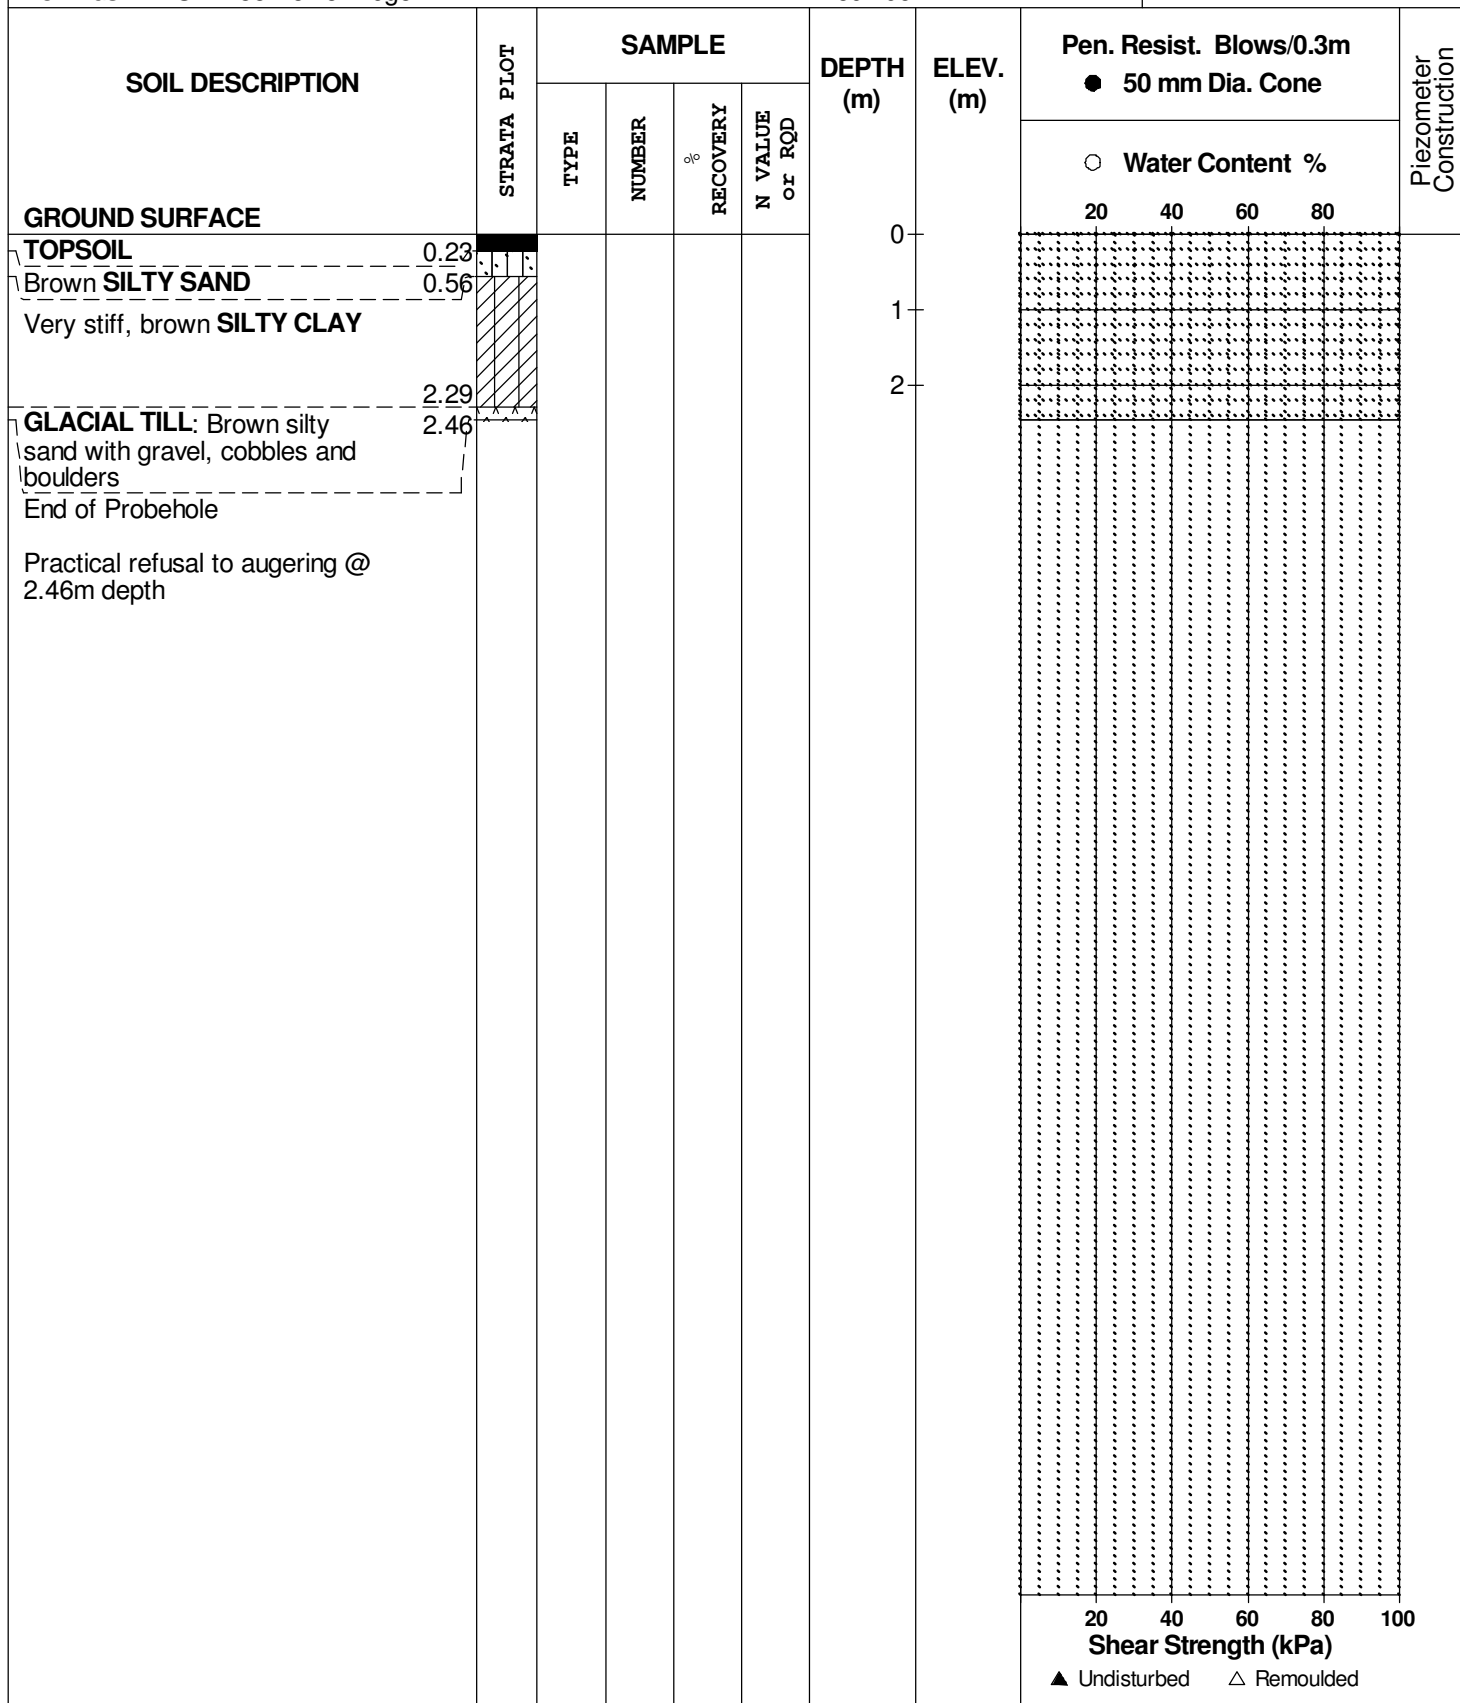 SOIL DESCRIPTION
STRATA PLOT
SAMPLE
TYPE
NUMBER
%
RECOVERY
N VALUE
or RQD
DEPTH
(m)
ELEV.
(m)
Pen. Resist. Blows/0.3m
● 50 mm Dia. Cone
○ Water Content %
Piezometer
Construction
20 40 60 80
GROUND SURFACE
0
TOPSOIL 0.23
Brown SILTY SAND 0.56
1
Very stiff, brown SILTY CLAY
2
2.29
GLACIAL TILL: Brown silty 2.46
sand with gravel, cobbles and
boulders
End of Probehole
Practical refusal to augering @
2.46m depth
20 40 60 80 100
Shear Strength (kPa)
▲ Undisturbed △ Remoulded